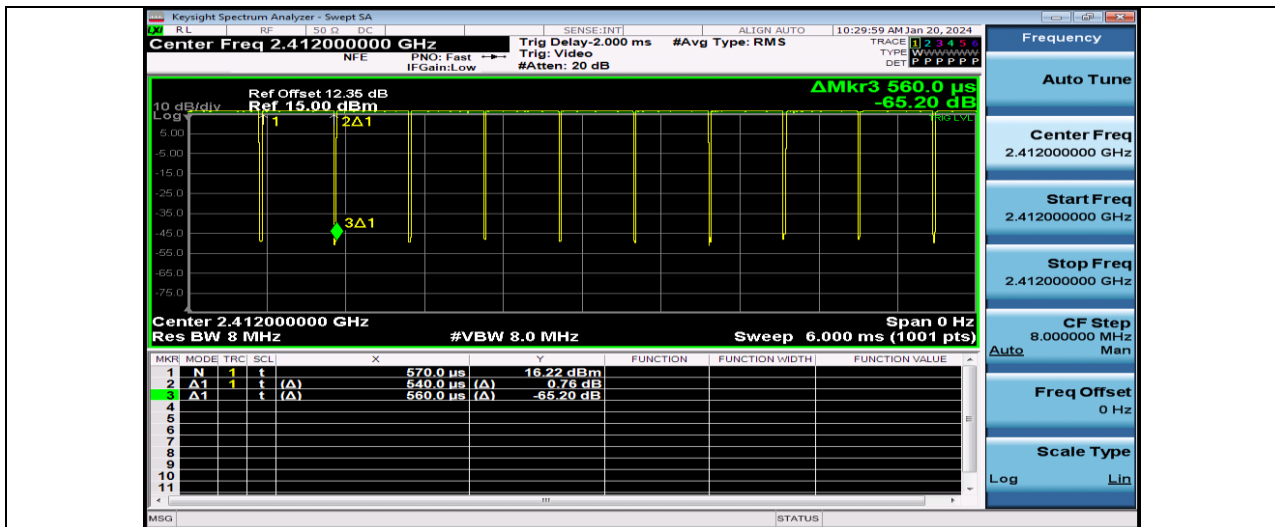 Keysight Spectrum Analyzer - Swept SA
LXI RL RF 50 Ω DC SENSE:INT ALIGN AUTO 10:29:59 AM Jan 20, 2024
Center Freq 2.412000000 GHz
NFE PNO: Fast IFGain:Low
Trig Delay-2.000 ms #Avg Type: RMS
Trig: Video
#Atten: 20 dB
TRACE 1 2 3 4 5 6
TYPE WWWWWW
DET P P P P P P
Frequency
Auto Tune
Center Freq
2.412000000 GHz
Start Freq
2.412000000 GHz
Stop Freq
2.412000000 GHz
CF Step
8.000000 MHz
Auto Man
Freq Offset
0 Hz
Scale Type
Log Lin
Ref Offset 12.35 dB
10 dB/div Ref 15.00 dBm
ΔMkr3 560.0 µs
-65.20 dB
Log
TRIG LVL
1 2Δ1
3Δ1
5.00
-5.00
-15.0
-25.0
-35.0
-45.0
-55.0
-65.0
-75.0
Center 2.412000000 GHz Span 0 Hz
Res BW 8 MHz #VBW 8.0 MHz Sweep 6.000 ms (1001 pts)
MKR MODE TRC SCL X Y FUNCTION FUNCTION WIDTH FUNCTION VALUE
1 N 1 t 570.0 µs 16.22 dBm
2 Δ1 1 t (Δ) 540.0 µs (Δ) 0.76 dB
3 Δ1 t (Δ) 560.0 µs (Δ) -65.20 dB
4
5
6
7
8
9
10
11
MSG STATUS